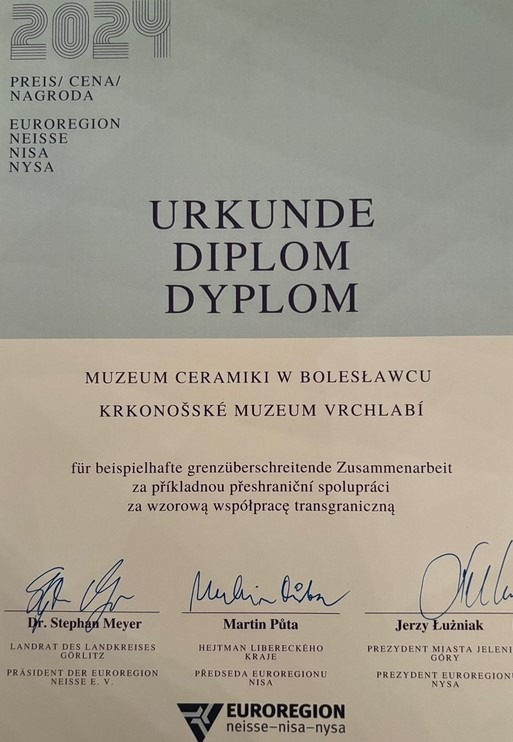 2024
PREIS/ CENA/
NAGRODA
EUROREGION
NEISSE
NISA
NYSA
URKUNDE
DIPLOM
DYPLOM
MUZEUM CERAMIKI W BOLESŁAWCU
KRKONOŠSKÉ MUZEUM VRCHLABÍ
für beispielhafte grenzüberschreitende Zusammenarbeit
za příkladnou přeshraniční spolupráci
za wzorową współpracę transgraniczną
Dr. Stephan Meyer
LANDRAT DES LANDKREISES
GÖRLITZ
PRÄSIDENT DER EUROREGION
NEISSE E. V.
Martin Půta
Martin Půta
HEJTMAN LIBERECKÉHO
KRAJE
PŘEDSEDA EUROREGIONU
NISA
Jerzy Łużniak
PREZYDENT MIASTA JELENI
GÓRY
PREZYDENT EUROREGIONU
NYSA
EUROREGION
neisse–nisa–nysa